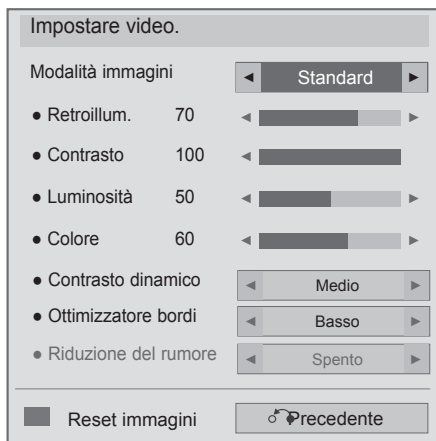 Impostare video.
Modalità immagini ◄ Standard ►
● Retroillum. 70
● Contrasto 100
● Luminosità 50
● Colore 60
● Contrasto dinamico ◄ Medio ►
● Ottimizzatore bordi ◄ Basso ►
● Riduzione del rumore ◄ Spento ►
Reset immagini Precedente